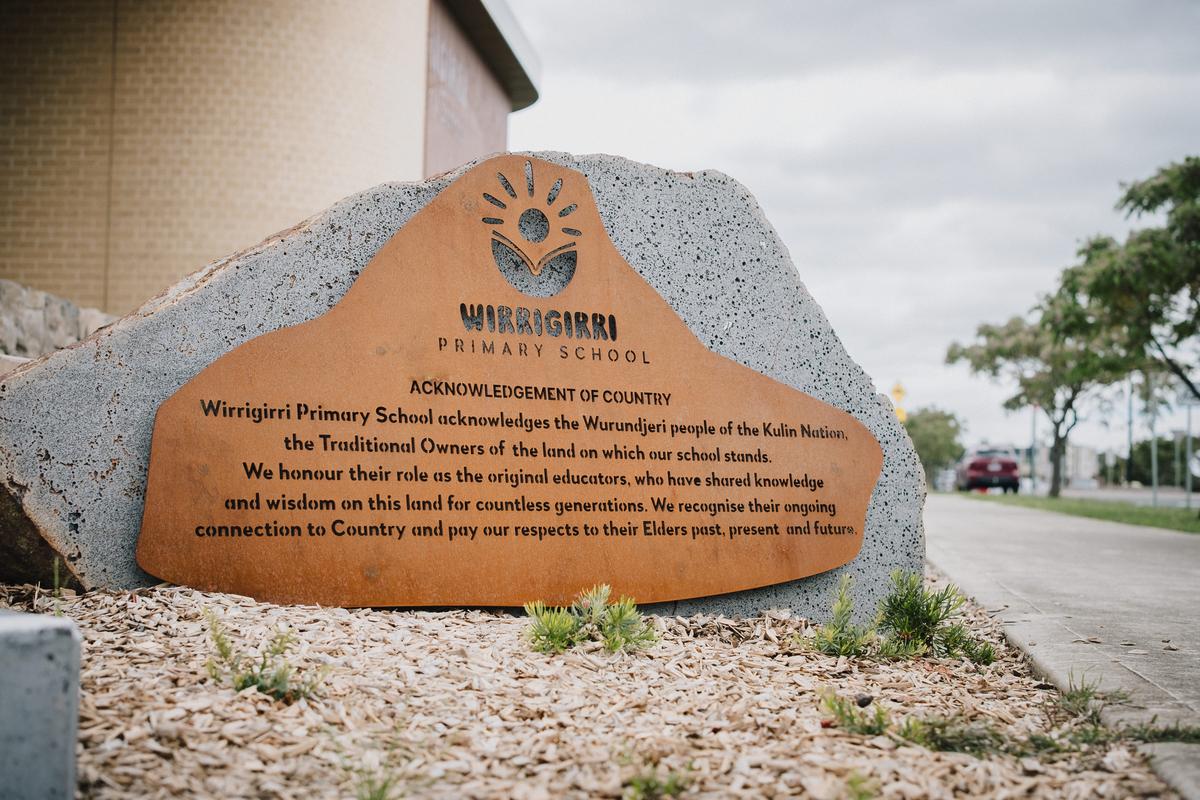 WIRRIGIRRI
PRIMARY SCHOOL
ACKNOWLEDGEMENT OF COUNTRY
Wirrigirri Primary School acknowledges the Wurundjeri people of the Kulin Nation,
the Traditional Owners of the land on which our school stands.
We honour their role as the original educators, who have shared knowledge
and wisdom on this land for countless generations. We recognise their ongoing
connection to Country and pay our respects to their Elders past, present and future.